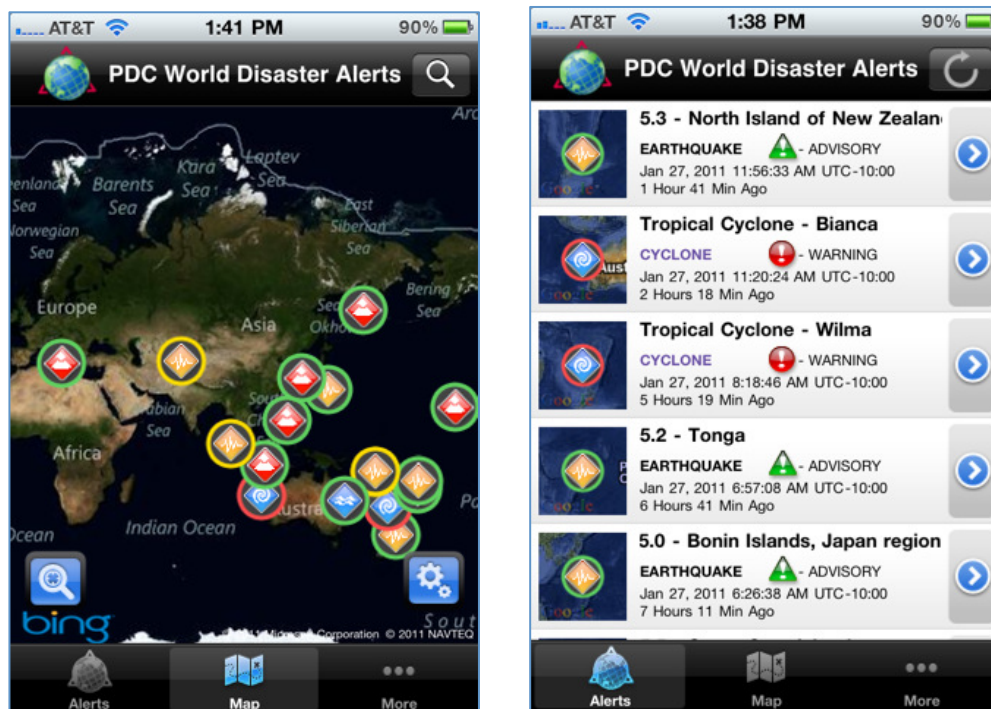 AT&T 1:41 PM 90%
PDC World Disaster Alerts
Arc
Laptev
Sea
Kara
Sea
Barents
Sea
Sea
East
Siberian
Sea
Norwegian
Sea
Bering
Sea
Europe
Asia
Sea
Okho
Arabian
Sea
Africa
Indian Ocean
Ocean
bing
Corporation © 2011 NAVTEQ
Alerts Map More
AT&T 1:38 PM 90%
PDC World Disaster Alerts
5.3 - North Island of New Zealan
EARTHQUAKE - ADVISORY
Jan 27, 2011 11:56:33 AM UTC-10:00
1 Hour 41 Min Ago
Tropical Cyclone - Bianca
CYCLONE - WARNING
Jan 27, 2011 11:20:24 AM UTC-10:00
2 Hours 18 Min Ago
Tropical Cyclone - Wilma
CYCLONE - WARNING
Jan 27, 2011 8:18:46 AM UTC-10:00
5 Hours 19 Min Ago
5.2 - Tonga
EARTHQUAKE - ADVISORY
Jan 27, 2011 6:57:08 AM UTC-10:00
6 Hours 41 Min Ago
5.0 - Bonin Islands, Japan region
EARTHQUAKE - ADVISORY
Jan 27, 2011 6:26:38 AM UTC-10:00
7 Hours 11 Min Ago
Alerts Map More